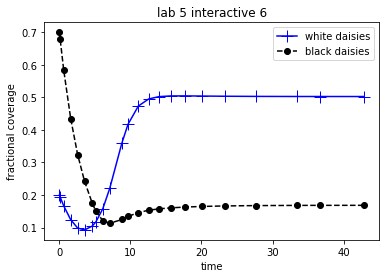 lab 5 interactive 6
white daisies
black daisies
fractional coverage
0.7
0.6
0.5
0.4
0.3
0.2
0.1
0
10
20
30
40
time